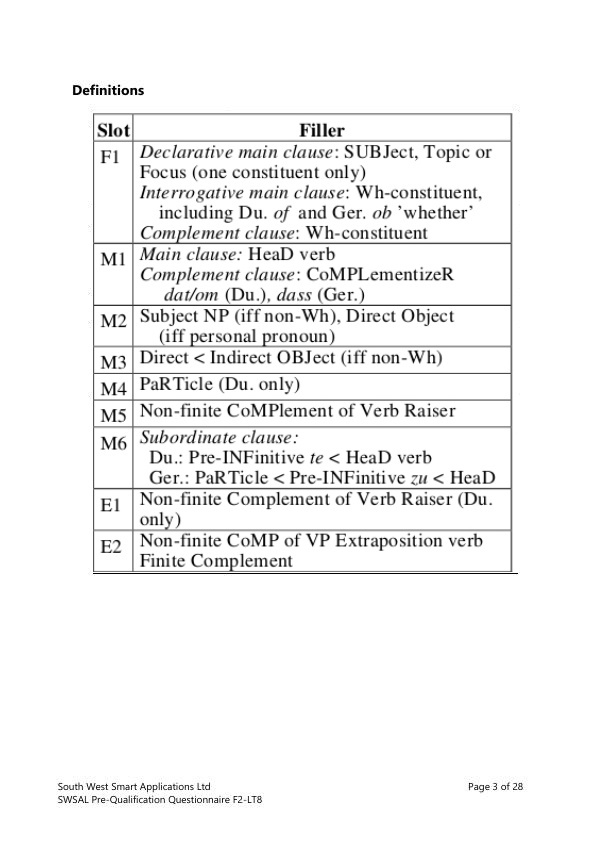 Definitions
Slot Filler
F1 Declarative main clause: SUBJect, Topic or
Focus (one constituent only)
Interrogative main clause: Wh-constituent,
including Du. of and Ger. ob ’whether’
Complement clause: Wh-constituent
M1 Main clause: HeaD verb
Complement clause: CoMPLementizeR
dat/om (Du.), dass (Ger.)
M2 Subject NP (iff non-Wh), Direct Object
(iff personal pronoun)
M3 Direct < Indirect OBJect (iff non-Wh)
M4 PaRTicle (Du. only)
M5 Non-finite CoMPlement of Verb Raiser
M6 Subordinate clause:
Du.: Pre-INFinitive te < HeaD verb
Ger.: PaRTicle < Pre-INFinitive zu < HeaD
E1 Non-finite Complement of Verb Raiser (Du.
only)
E2 Non-finite CoMP of VP Extraposition verb
Finite Complement
South West Smart Applications Ltd Page 3 of 28
SWSAL Pre-Qualification Questionnaire F2-LT8